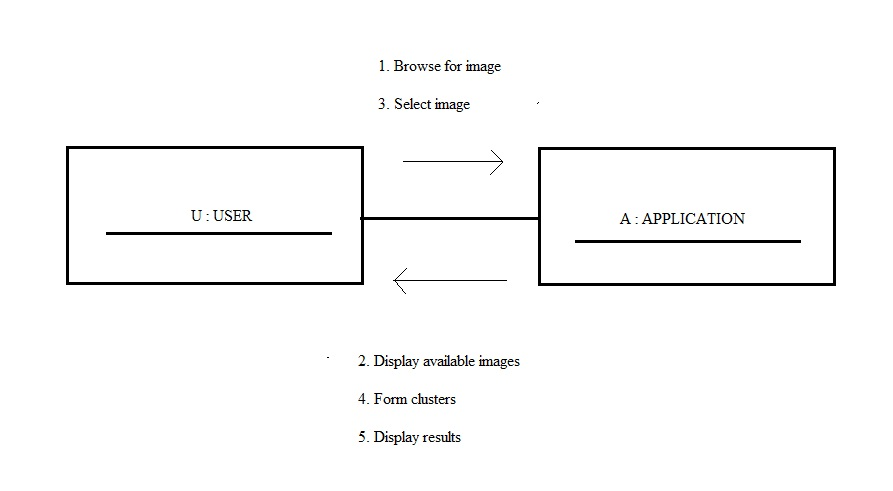 1. Browse for image
3. Select image
U : USER
A : APPLICATION
2. Display available images
4. Form clusters
5. Display results